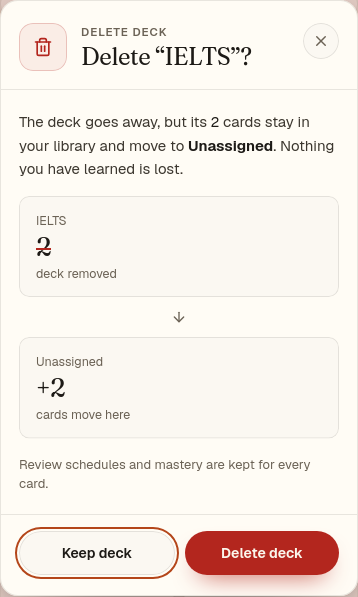 DELETE DECK
Delete “IELTS”?
The deck goes away, but its 2 cards stay in
your library and move to Unassigned. Nothing
you have learned is lost.
IELTS
2
deck removed
Unassigned
+2
cards move here
Review schedules and mastery are kept for every
card.
Keep deck
Delete deck